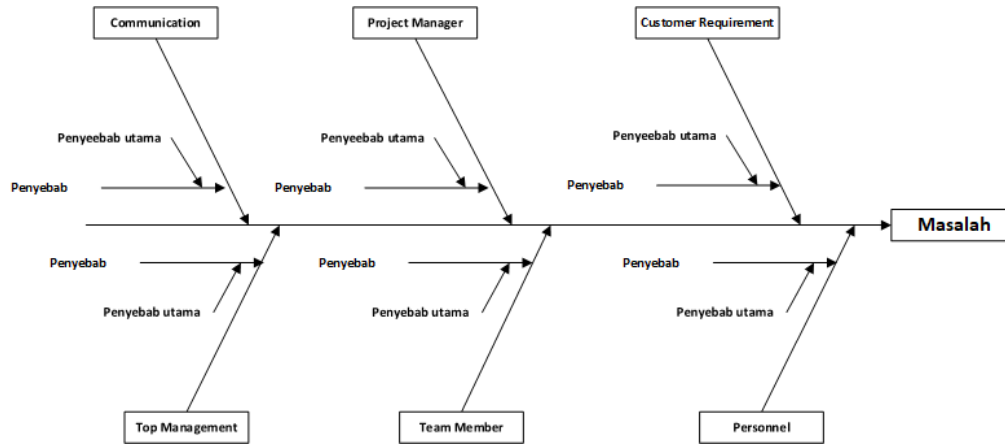 Communication
Project Manager
Customer Requirement
Penyeebab utama
Penyeebab utama
Penyeebab utama
Penyebab
Penyebab
Penyebab
Masalah
Penyebab
Penyebab
Penyebab
Penyebab utama
Penyebab utama
Penyebab utama
Top Management
Team Member
Personnel